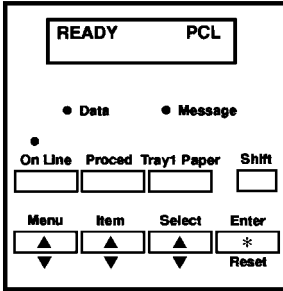 READY PCL
Data Message
On Line Proced Tray1 Paper Shift
Menu Item Select Enter
*
Reset